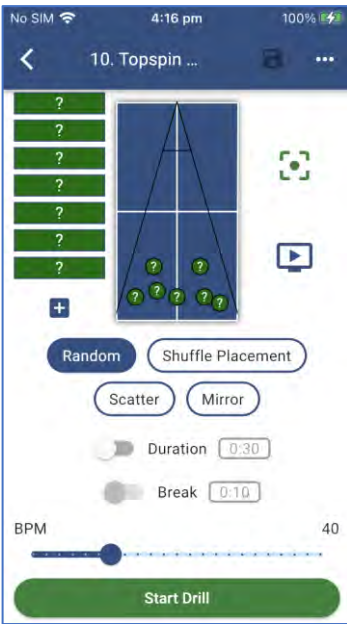 No SIM 4:16 pm 100%
10. Topspin ...
?
?
?
?
?
?
?
? ?
? ? ? ? ?
Random Shuffle Placement
Scatter Mirror
Duration 0:30
Break 0:10
BPM 40
Start Drill